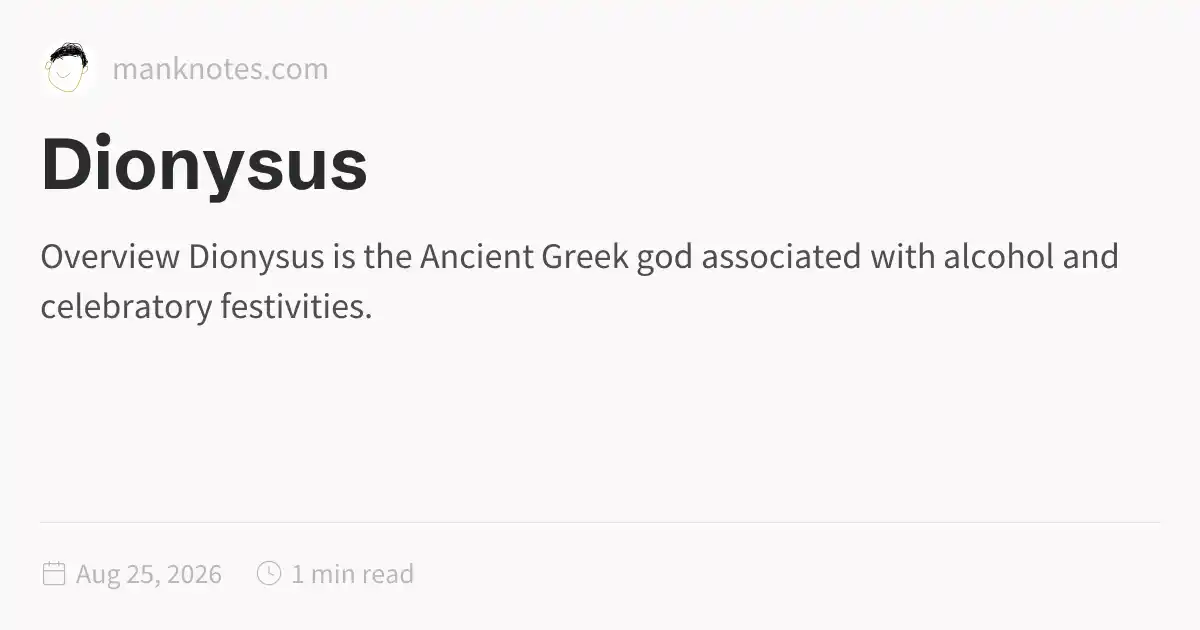 manknotes.com
Dionysus
Overview Dionysus is the Ancient Greek god associated with alcohol and
celebratory festivities.
Aug 25, 2026 1 min read